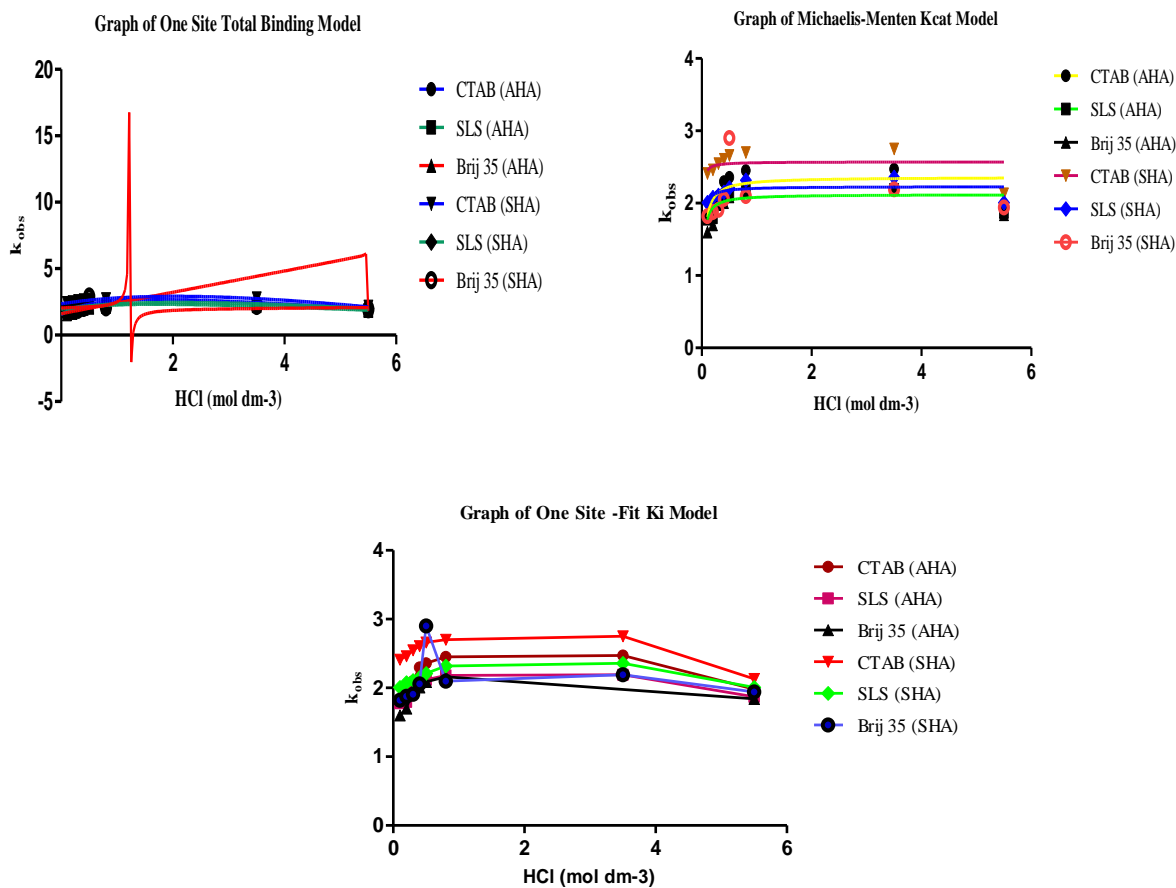 Graph of One Site Total Binding Model
20
15
10
5
0
-5
k obs
0 2 4 6
HCl (mol dm-3)
CTAB (AHA)
SLS (AHA)
Brij 35 (AHA)
CTAB (SHA)
SLS (SHA)
Brij 35 (SHA)
Graph of Michaelis-Menten Kcat Model
4
3
2
1
0
k obs
0 2 4 6
HCl (mol dm-3)
CTAB (AHA)
SLS (AHA)
Brij 35 (AHA)
CTAB (SHA)
SLS (SHA)
Brij 35 (SHA)
Graph of One Site -Fit Ki Model
4
3
2
1
0
k obs
0 2 4 6
HCl (mol dm-3)
CTAB (AHA)
SLS (AHA)
Brij 35 (AHA)
CTAB (SHA)
SLS (SHA)
Brij 35 (SHA)